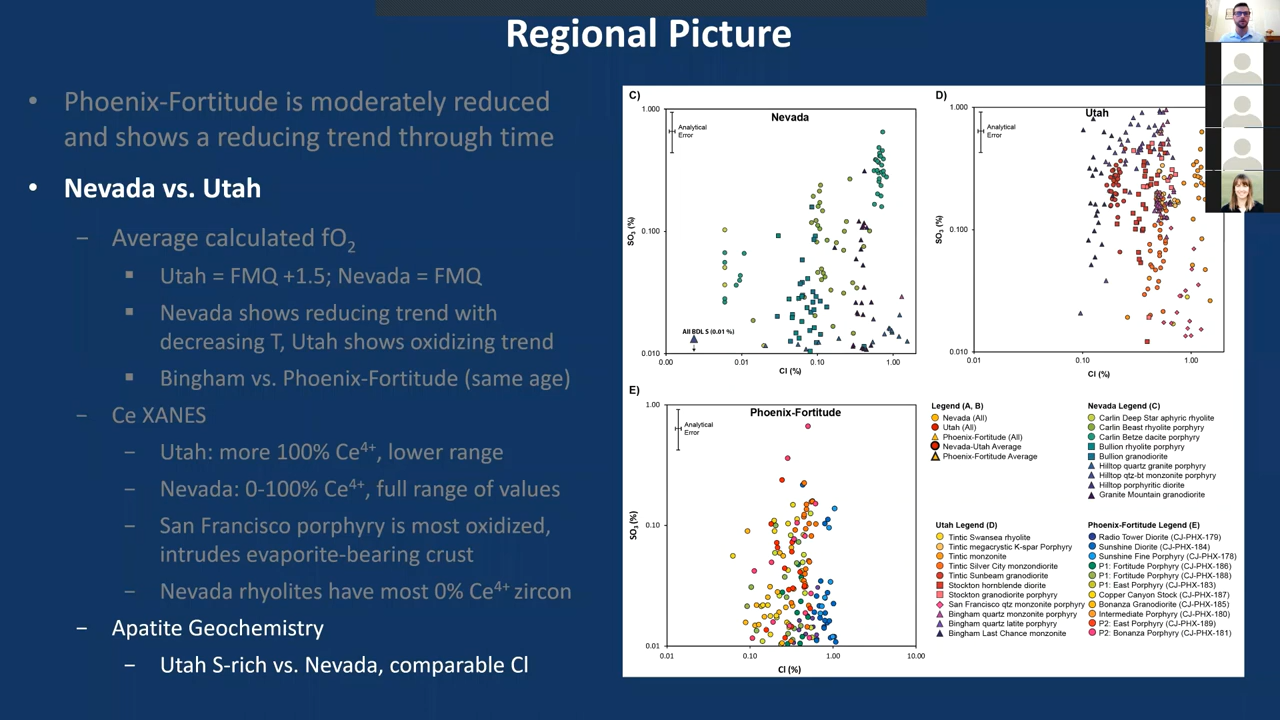 Regional Picture
• Phoenix-Fortitude is moderately reduced
and shows a reducing trend through time
• Nevada vs. Utah
– Average calculated fO₂
▪ Utah = FMQ +1.5; Nevada = FMQ
▪ Nevada shows reducing trend with
decreasing T, Utah shows oxidizing trend
▪ Bingham vs. Phoenix-Fortitude (same age)
– Ce XANES
– Utah: more 100% Ce⁴⁺, lower range
– Nevada: 0-100% Ce⁴⁺, full range of values
– San Francisco porphyry is most oxidized,
intrudes evaporite-bearing crust
– Nevada rhyolites have most 0% Ce⁴⁺ zircon
– Apatite Geochemistry
– Utah S-rich vs. Nevada, comparable Cl
C)
Nevada
Analytical
Error
1.000
0.100
0.010
SO₃ (%)
All BDL S (0.01 %)
0.00 0.01 0.10 1.00
Cl (%)
D)
Utah
Analytical
Error
1.000
0.100
0.010
SO₃ (%)
0.01 0.10 1.00
Cl (%)
E)
Phoenix-Fortitude
Analytical
Error
1.00
0.10
0.01
SO₃ (%)
0.01 0.10 1.00 10.00
Cl (%)
Legend (A, B)
Nevada (All)
Utah (All)
Phoenix-Fortitude (All)
Nevada-Utah Average
Phoenix-Fortitude Average
Nevada Legend (C)
Carlin Deep Star aphyric rhyolite
Carlin Beast rhyolite porphyry
Carlin Betze dacite porphyry
Bullion rhyolite porphyry
Bullion granodiorite
Hilltop quartz granite porphyry
Hilltop qtz-bt monzonite porphyry
Hilltop porphyritic diorite
Granite Mountain granodiorite
Utah Legend (D)
Tintic Swansea rhyolite
Tintic megacrystic K-spar Porphyry
Tintic monzonite
Tintic Silver City monzondiorite
Tintic Sunbeam granodiorite
Stockton hornblende diorite
Stockton granodiorite porphyry
San Francisco qtz monzonite porphyry
Bingham quartz monzonite porphyry
Bingham quartz latite porphyry
Bingham Last Chance monzonite
Phoenix-Fortitude Legend (E)
Radio Tower Diorite (CJ-PHX-179)
Sunshine Diorite (CJ-PHX-184)
Sunshine Fine Porphyry (CJ-PHX-178)
P1: Fortitude Porphyry (CJ-PHX-186)
P1: Fortitude Porphyry (CJ-PHX-188)
P1: East Porphyry (CJ-PHX-183)
Copper Canyon Stock (CJ-PHX-187)
Bonanza Granodiorite (CJ-PHX-185)
Intermediate Porphyry (CJ-PHX-180)
P2: East Porphyry (CJ-PHX-189)
P2: Bonanza Porphyry (CJ-PHX-181)